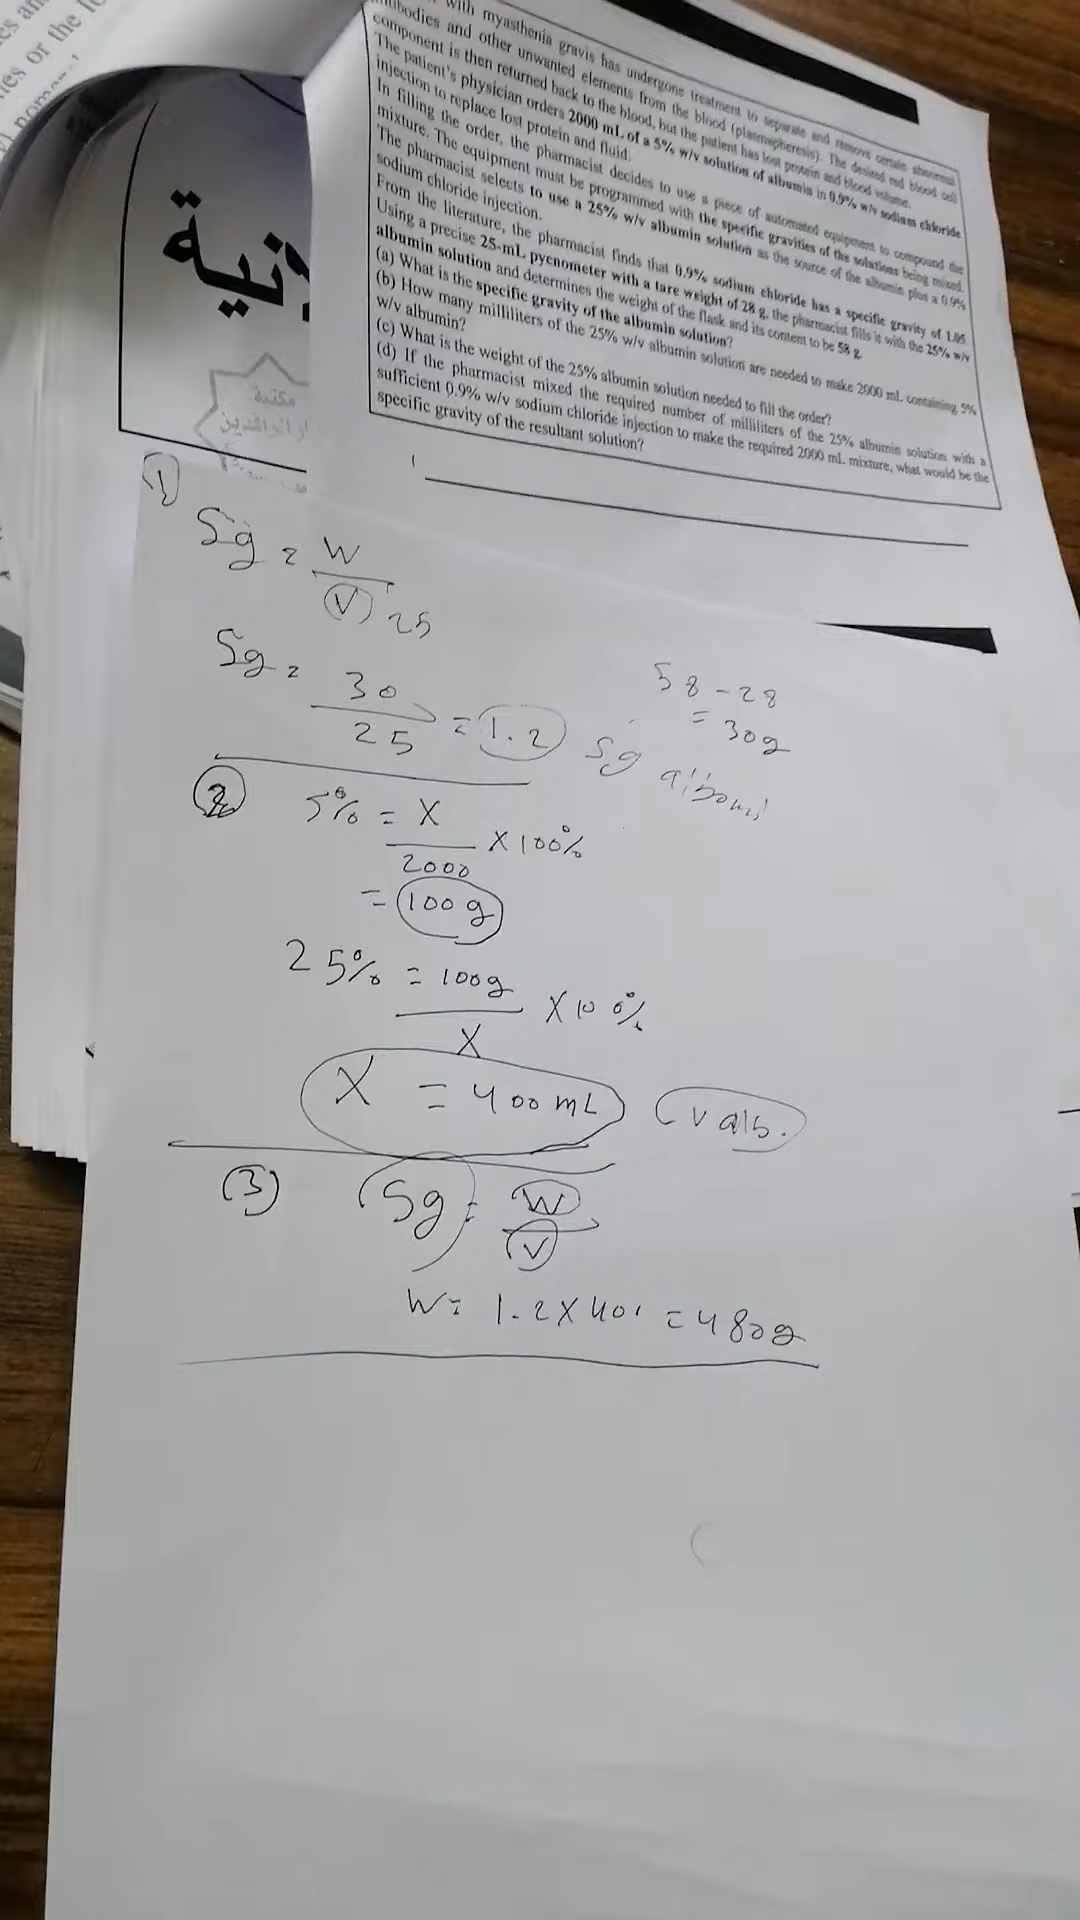 with myasthenia gravis has undergone treatment to separate and remove certain abnormal
antibodies and other unwanted elements from the blood (plasmapheresis). The desired red blood cell
component is then returned back to the blood, but the patient has lost protein and blood volume.
The patient's physician orders 2000 mL of a 5% w/v solution of albumin in 0.9% w/v sodium chloride
injection to replace lost protein and fluid.
In filling the order, the pharmacist decides to use a piece of automated equipment to compound the
mixture. The equipment must be programmed with the specific gravities of the solutions being mixed.
The pharmacist selects to use a 25% w/v albumin solution as the source of the albumin plus a 0.9%
sodium chloride injection.
From the literature, the pharmacist finds that 0.9% sodium chloride has a specific gravity of 1.05.
Using a precise 25-mL pycnometer with a tare weight of 28 g, the pharmacist fills it with the 25% w/v
albumin solution and determines the weight of the flask and its content to be 58 g.
(a) What is the specific gravity of the albumin solution?
(b) How many milliliters of the 25% w/v albumin solution are needed to make 2000 mL containing 5%
w/v albumin?
(c) What is the weight of the 25% albumin solution needed to fill the order?
(d) If the pharmacist mixed the required number of milliliters of the 25% albumin solution with a
sufficient 0.9% w/v sodium chloride injection to make the required 2000 mL mixture, what would be the
specific gravity of the resultant solution?
مكتبة
(1)
Sg = W
V 25
Sg = 30
25 = 1.2 Sg
58 - 28
= 30g
2
5% = X
2000 X 100%
= 100g
25% = 100g
X X 100%
X = 400 mL V alb.
(3) Sg = W
V
W = 1.2 X 400 = 480g